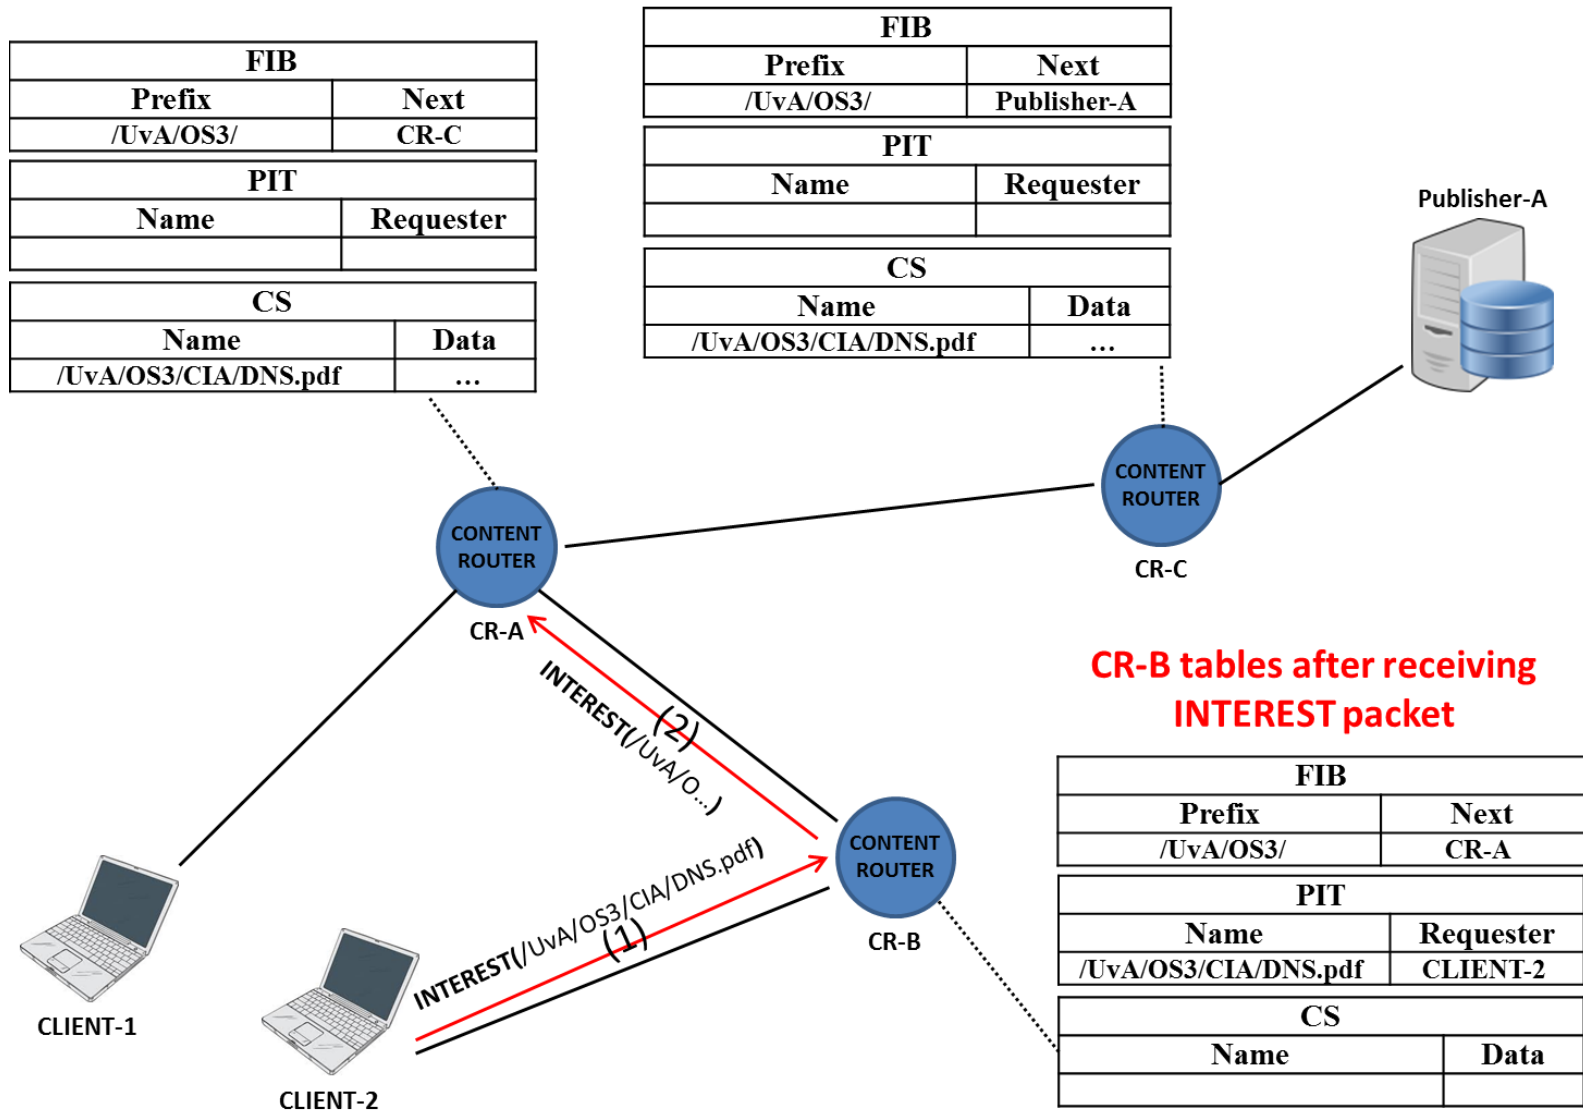 FIB
Prefix Next
/UvA/OS3/ CR-C
PIT
Name Requester
CS
Name Data
/UvA/OS3/CIA/DNS.pdf ...
FIB
Prefix Next
/UvA/OS3/ Publisher-A
PIT
Name Requester
CS
Name Data
/UvA/OS3/CIA/DNS.pdf ...
Publisher-A
CONTENT
ROUTER
CR-C
CONTENT
ROUTER
CR-A
INTEREST(/UvA/O...)
(2)
CR-B tables after receiving
INTEREST packet
CONTENT
ROUTER
CR-B
INTEREST(/UvA/OS3/CIA/DNS.pdf)
(1)
FIB
Prefix Next
/UvA/OS3/ CR-A
PIT
Name Requester
/UvA/OS3/CIA/DNS.pdf CLIENT-2
CS
Name Data
CLIENT-1
CLIENT-2